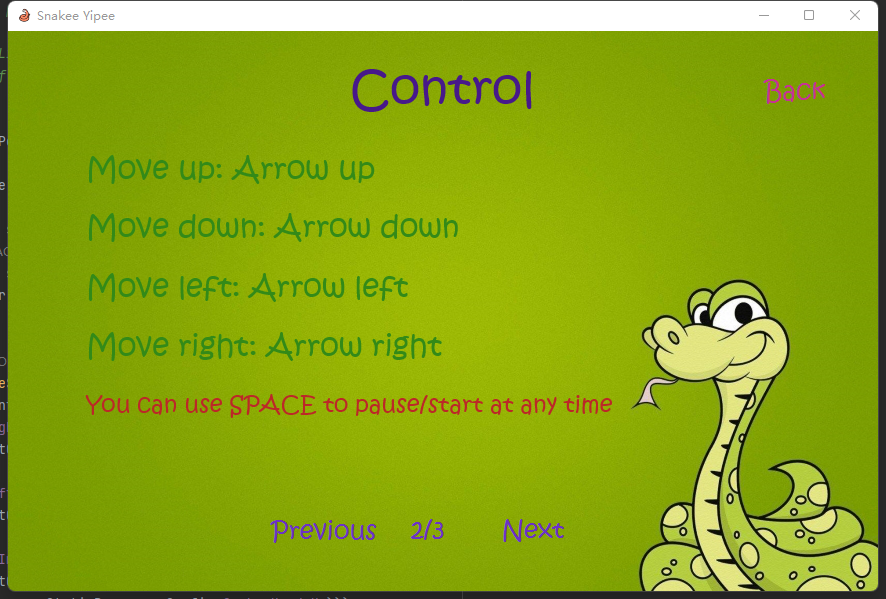 Snakee Yipee
Control
Back
Move up: Arrow up
Move down: Arrow down
Move left: Arrow left
Move right: Arrow right
You can use SPACE to pause/start at any time
Previous 2/3 Next